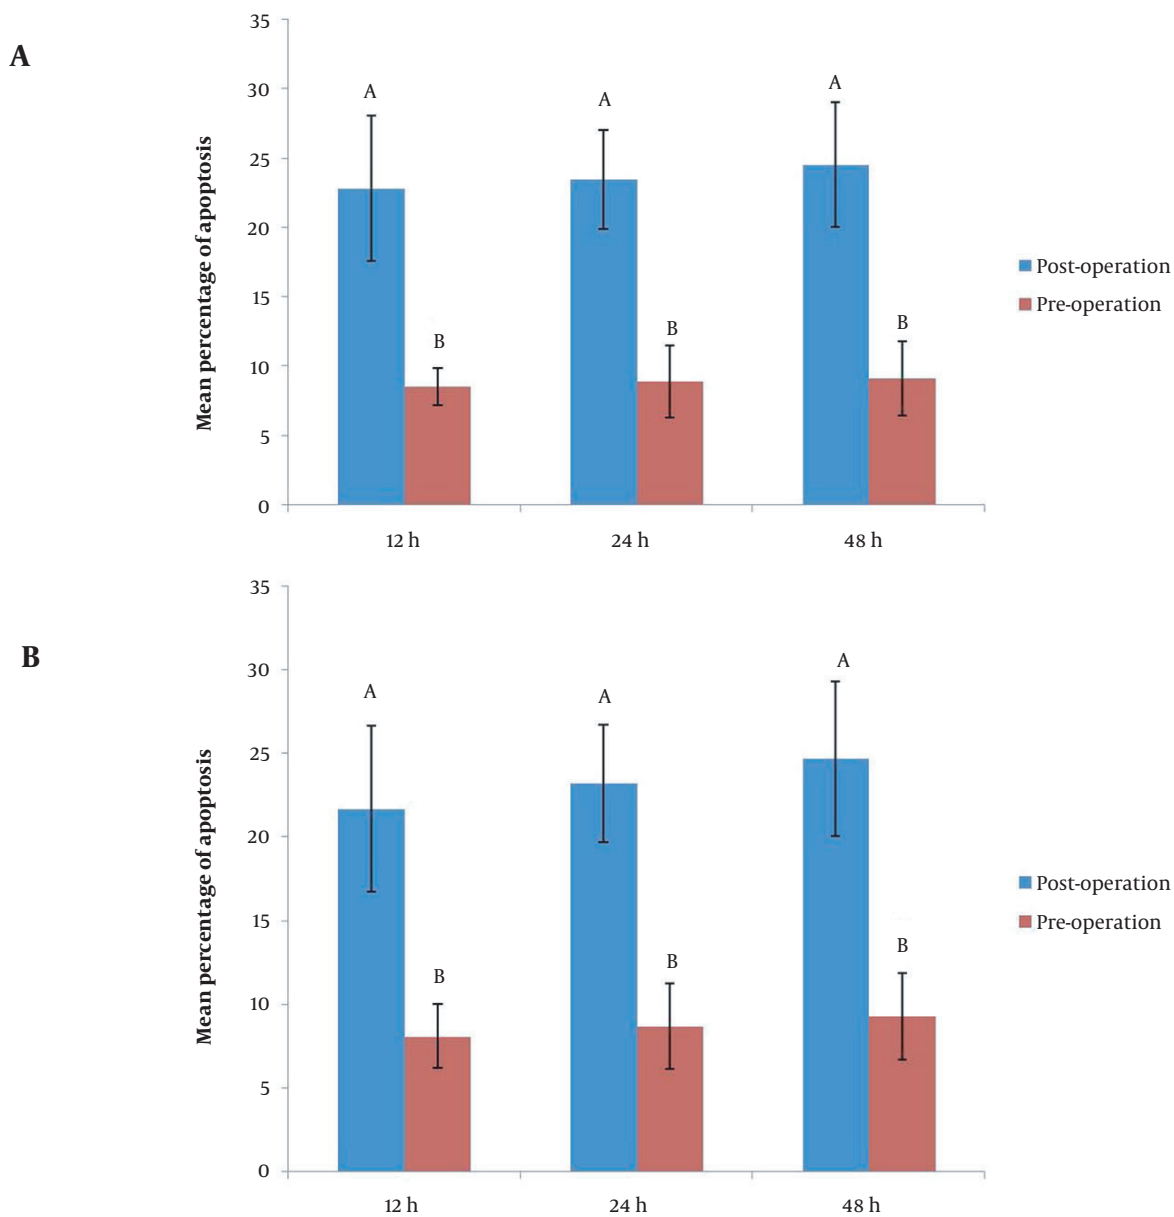 A
Mean percentage of apoptosis
35
30
25
20
15
10
5
0
A
A
A
B
B
B
12 h
24 h
48 h
Post-operation
Pre-operation
B
Mean percentage of apoptosis
35
30
25
20
15
10
5
0
A
A
A
B
B
B
12 h
24 h
48 h
Post-operation
Pre-operation